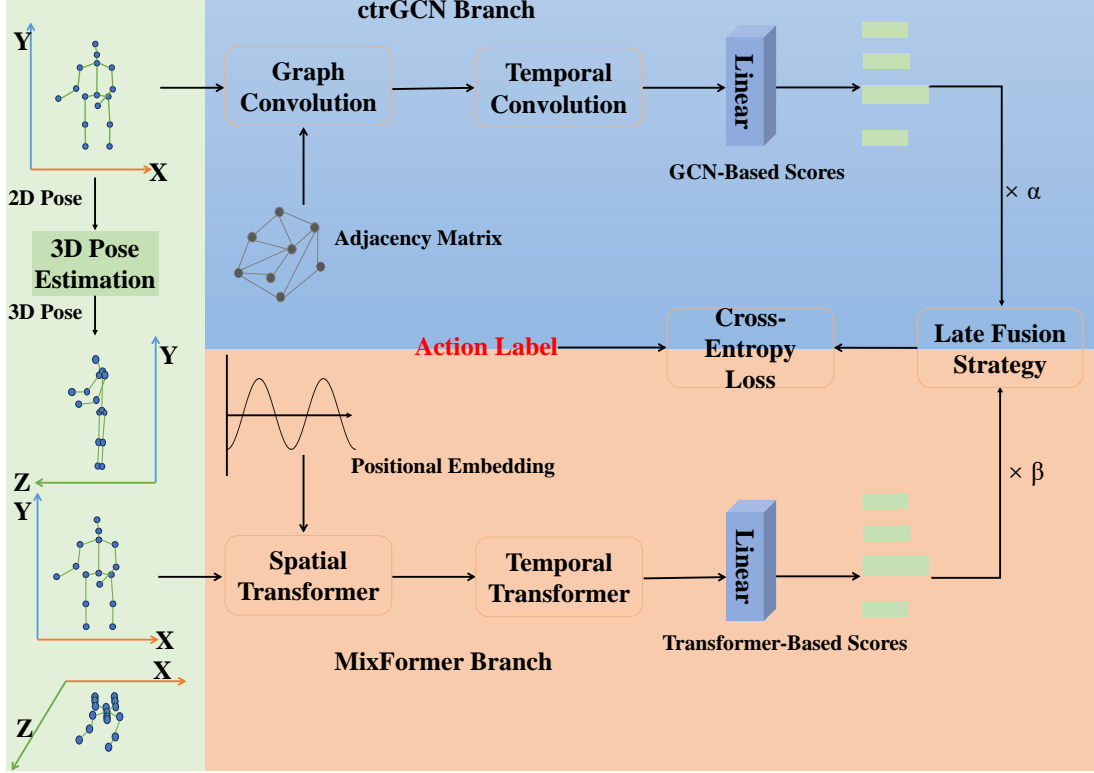 ctrGCN Branch
Y
X
2D Pose
3D Pose
Estimation
3D Pose
Y
Z
Y
X
X
Z
Graph
Convolution
Temporal
Convolution
Linear
GCN-Based Scores
× α
Adjacency Matrix
Action Label
Cross-
Entropy
Loss
Late Fusion
Strategy
Positional Embedding
× β
Spatial
Transformer
Temporal
Transformer
Linear
Transformer-Based Scores
MixFormer Branch